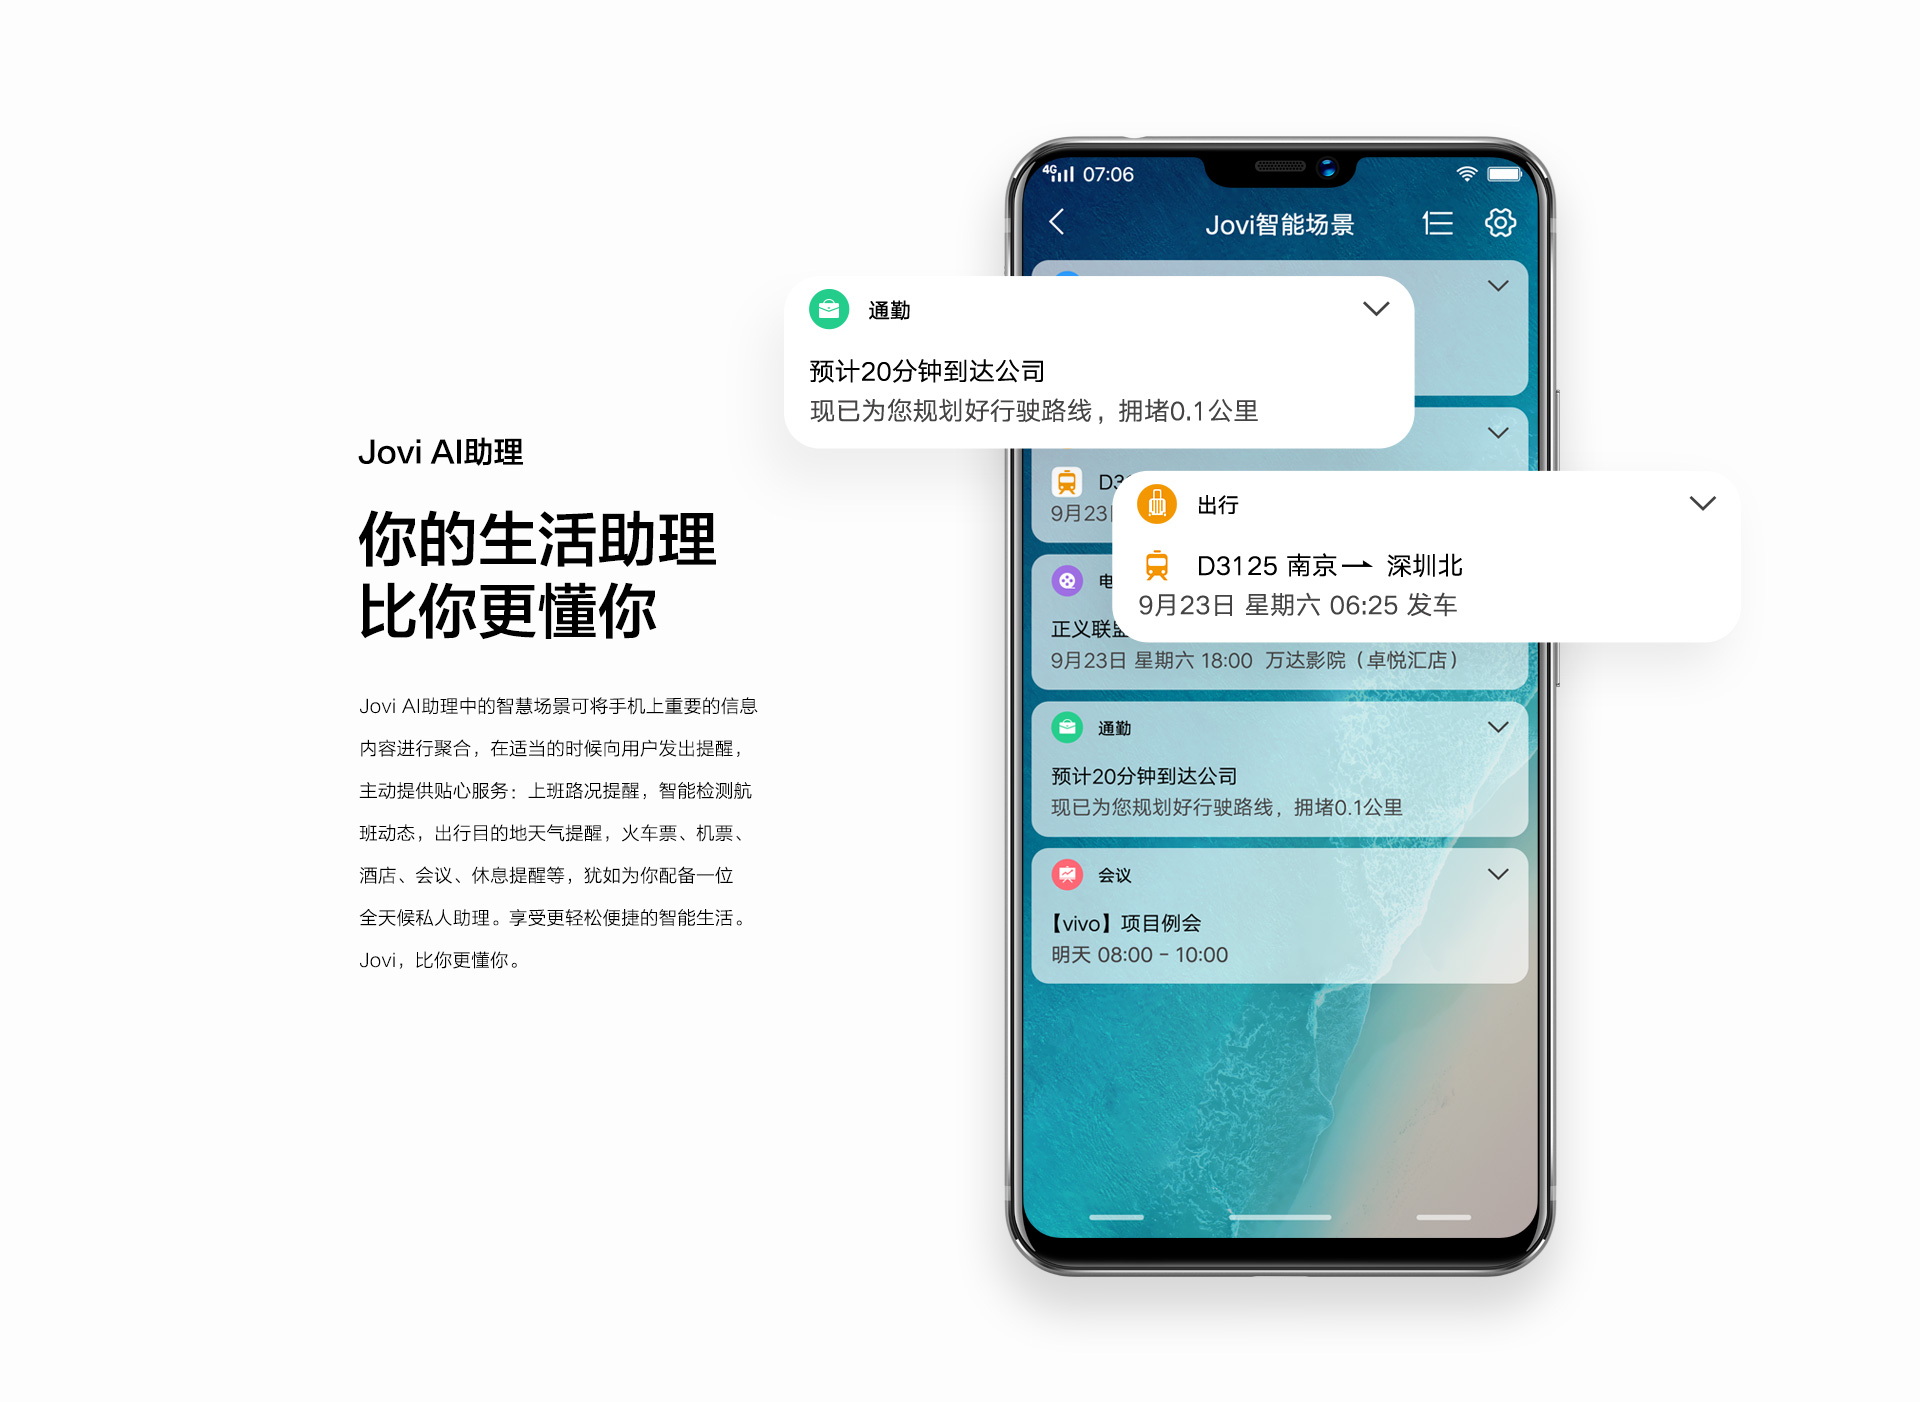 Jovi AI助理
你的生活助理
比你更懂你
Jovi AI助理中的智慧场景可将手机上重要的信息
内容进行聚合，在适当的时候向用户发出提醒，
主动提供贴心服务：上班路况提醒，智能检测航
班动态，出行目的地天气提醒，火车票、机票、
酒店、会议、休息提醒等，犹如为你配备一位
全天候私人助理。享受更轻松便捷的智能生活。
Jovi，比你更懂你。
4G 07:06
Jovi智能场景
通勤
预计20分钟到达公司
现已为您规划好行驶路线，拥堵0.1公里
D3
9月23
出行
D3125 南京→ 深圳北
9月23日 星期六 06:25 发车
电
正义联盟
9月23日 星期六 18:00 万达影院（卓悦汇店）
通勤
预计20分钟到达公司
现已为您规划好行驶路线，拥堵0.1公里
会议
【vivo】项目例会
明天 08:00 - 10:00